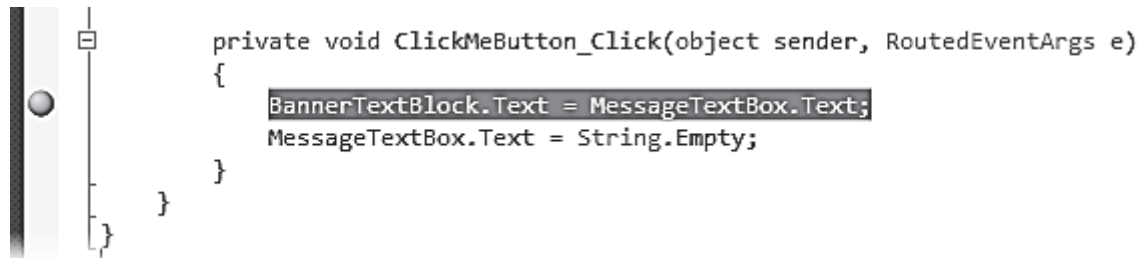 private void ClickMeButton_Click(object sender, RoutedEventArgs e)
{
BannerTextBlock.Text = MessageTextBox.Text;
MessageTextBox.Text = String.Empty;
}
}
}